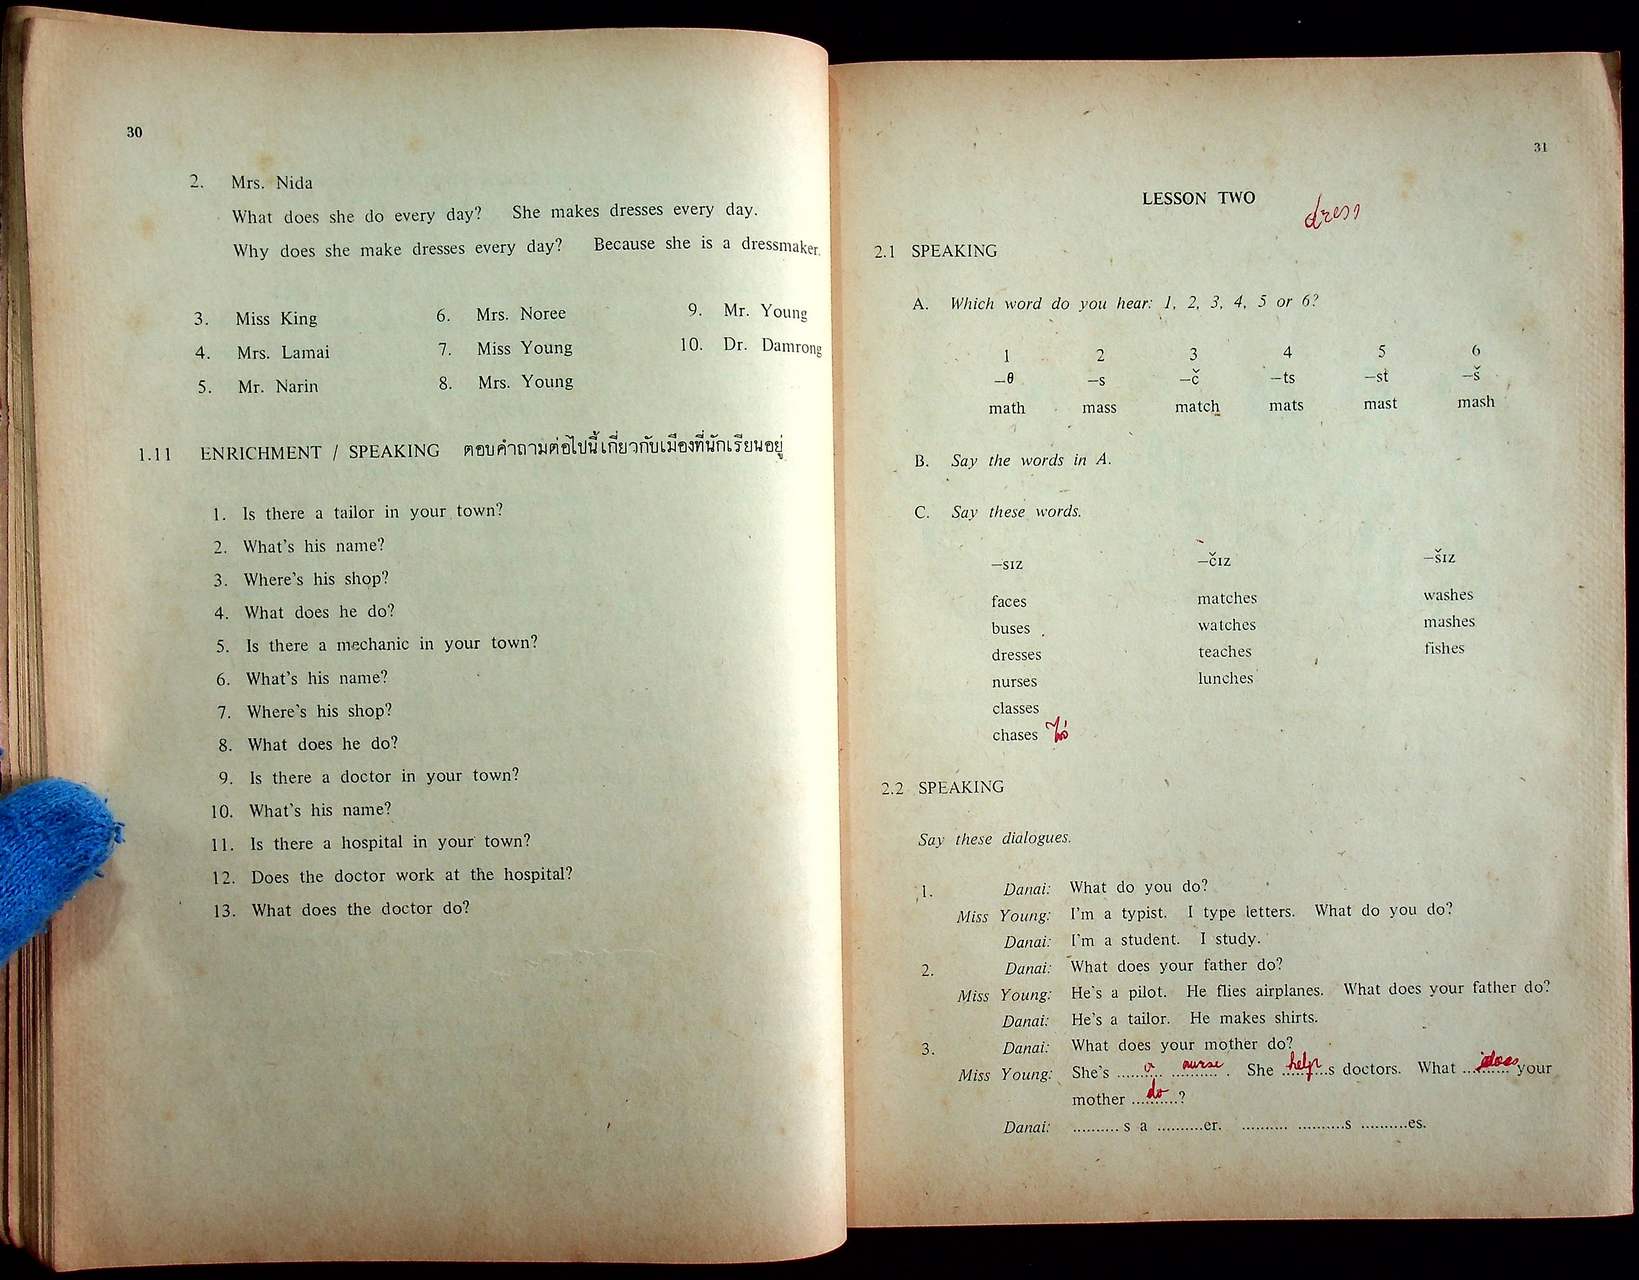 30
2. Mrs. Nida
What does she do every day? She makes dresses every day.
Why does she make dresses every day? Because she is a dressmaker.
3. Miss King 6. Mrs. Noree 9. Mr. Young
4. Mrs. Lamai 7. Miss Young 10. Dr. Damrong
5. Mr. Narin 8. Mrs. Young
1.11 ENRICHMENT / SPEAKING ตอบคำถามต่อไปนี้เกี่ยวกับเมืองที่นักเรียนอยู่
1. Is there a tailor in your town?
2. What's his name?
3. Where's his shop?
4. What does he do?
5. Is there a mechanic in your town?
6. What's his name?
7. Where's his shop?
8. What does he do?
9. Is there a doctor in your town?
10. What's his name?
11. Is there a hospital in your town?
12. Does the doctor work at the hospital?
13. What does the doctor do?
31
LESSON TWO
dress
2.1 SPEAKING
A. Which word do you hear: 1, 2, 3, 4, 5 or 6?
1 2 3 4 5 6
–θ –s –č –ts –st –š
math mass match mats mast mash
B. Say the words in A.
C. Say these words.
–sɪz –čɪz –šɪz
faces matches washes
buses watches mashes
dresses teaches fishes
nurses lunches
classes
chases ไล่
2.2 SPEAKING
Say these dialogues.
1. Danai: What do you do?
Miss Young: I'm a typist. I type letters. What do you do?
Danai: I'm a student. I study.
2. Danai: What does your father do?
Miss Young: He's a pilot. He flies airplanes. What does your father do?
Danai: He's a tailor. He makes shirts.
3. Danai: What does your mother do?
Miss Young: She's a nurse. She helps doctors. What does your
mother do?
Danai: ..........s a ..........er. .......... ..........s ..........es.